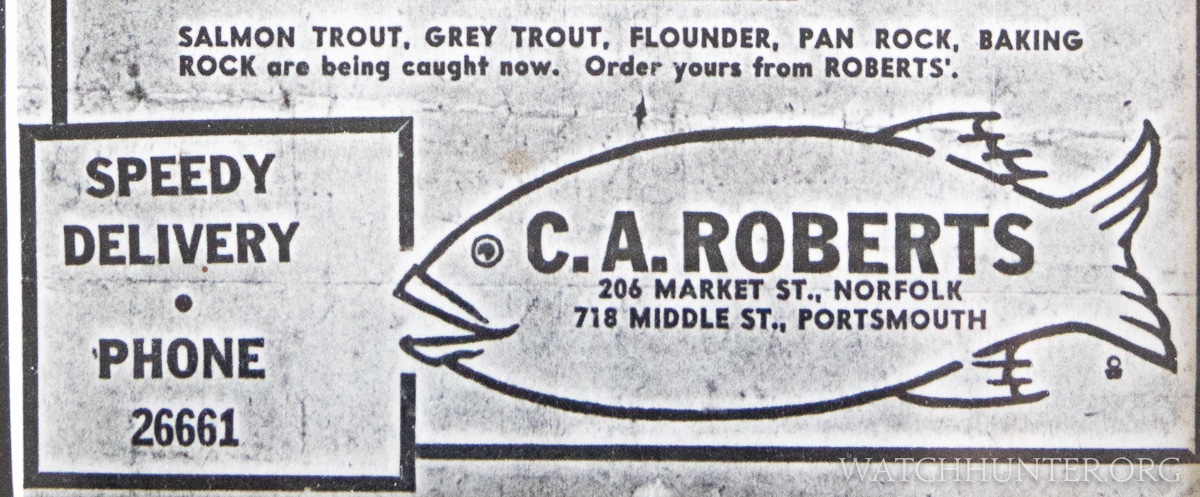 SALMON TROUT, GREY TROUT, FLOUNDER, PAN ROCK, BAKING
ROCK are being caught now. Order yours from ROBERTS'.
SPEEDY
DELIVERY
•
PHONE
26661
C. A. ROBERTS
206 MARKET ST., NORFOLK
718 MIDDLE ST., PORTSMOUTH
WATCHHUNTER.ORG